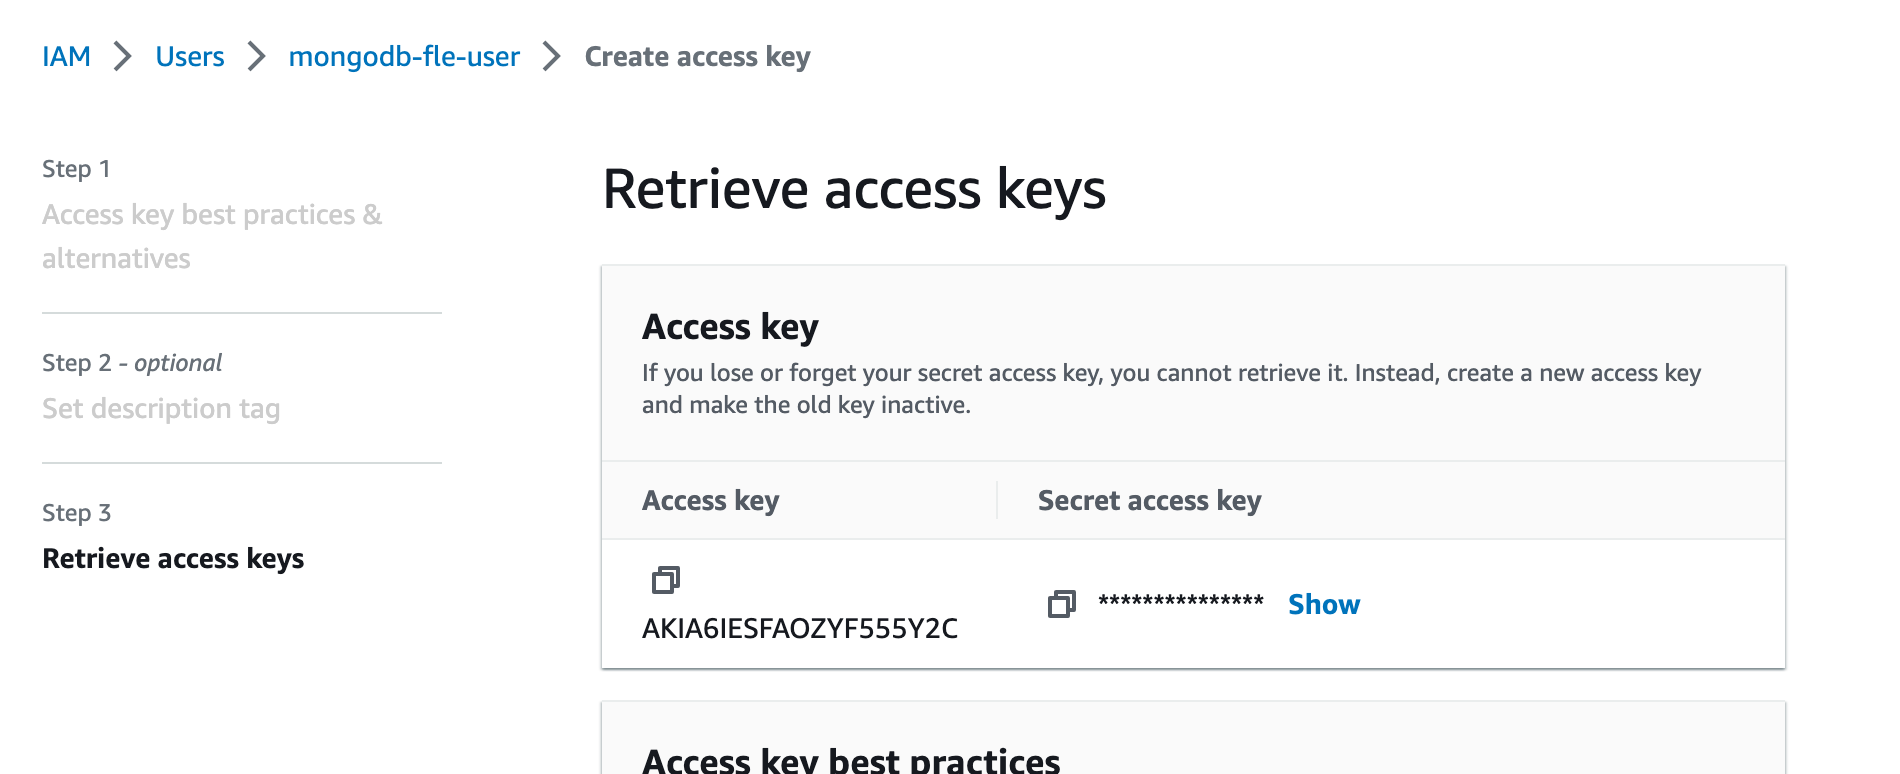 IAM > Users > mongodb-fle-user > Create access key
Step 1
Access key best practices &
alternatives
Step 2 - optional
Set description tag
Step 3
Retrieve access keys
Retrieve access keys
Access key
If you lose or forget your secret access key, you cannot retrieve it. Instead, create a new access key
and make the old key inactive.
Access key
Secret access key
AKIA6IESFAOZYF555Y2C
*************** Show
Access key best practices